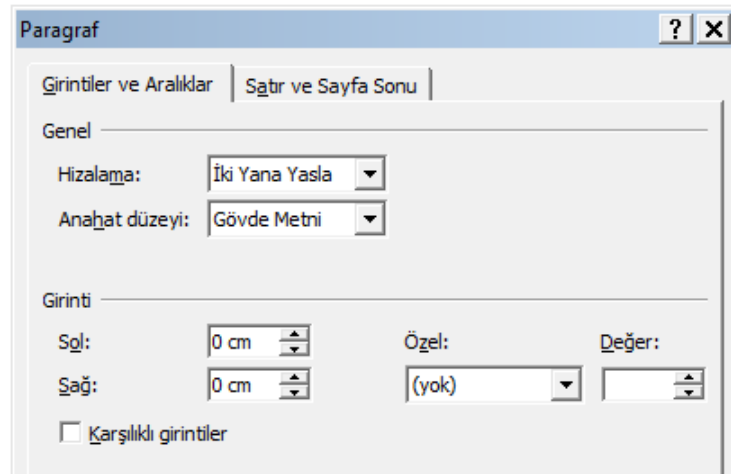 Paragraf
Girintiler ve Aralıklar Satır ve Sayfa Sonu
Genel
Hizalama: İki Yana Yasla
Anahat düzeyi: Gövde Metni
Girinti
Sol: 0 cm Özel: Değer:
Sağ: 0 cm (yok)
Karşılıklı girintiler